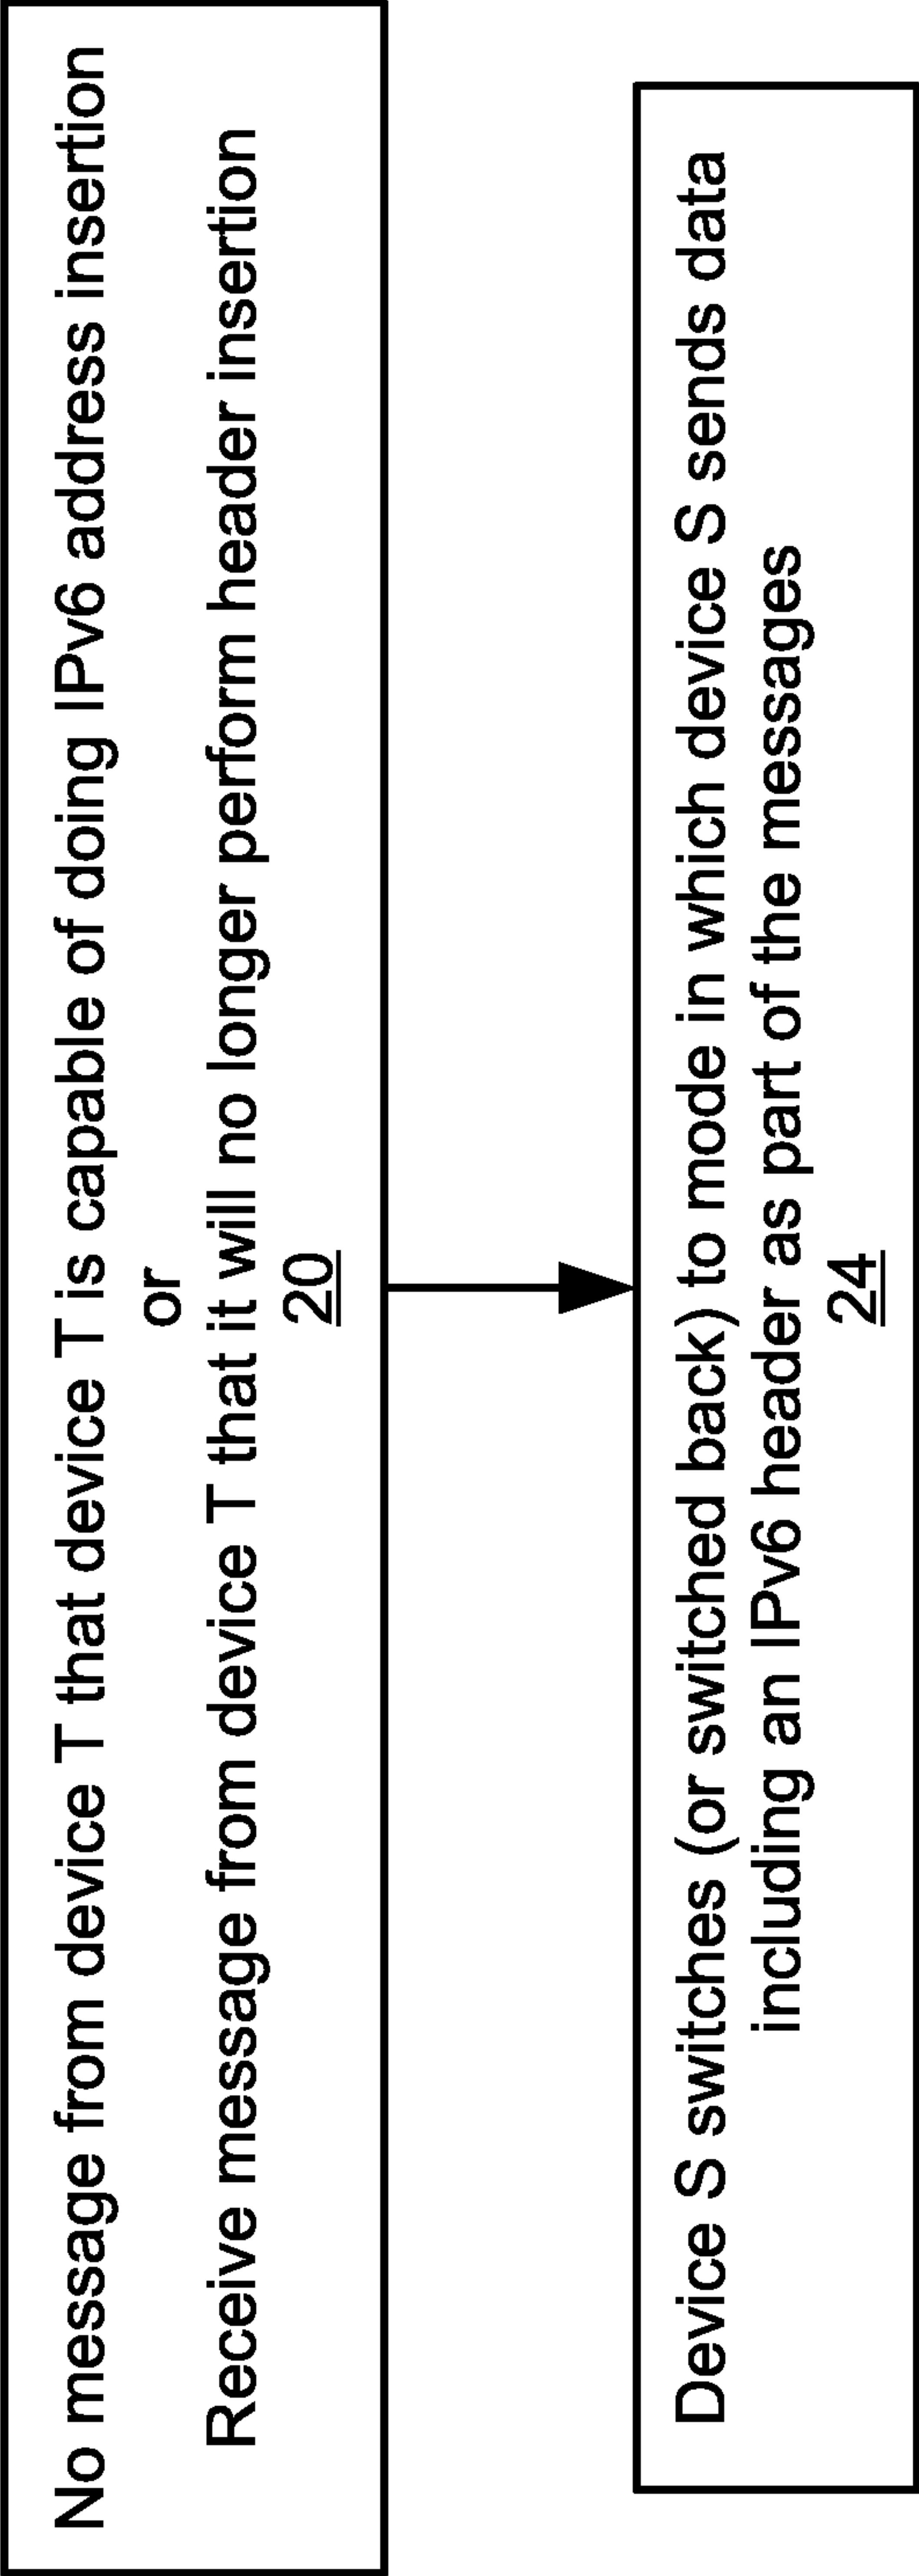 No message from device T that device T is capable of doing IPv6 address insertion
or
Receive message from device T that it will no longer perform header insertion
20
Device S switches (or switched back) to mode in which device S sends data
including an IPv6 header as part of the messages
24